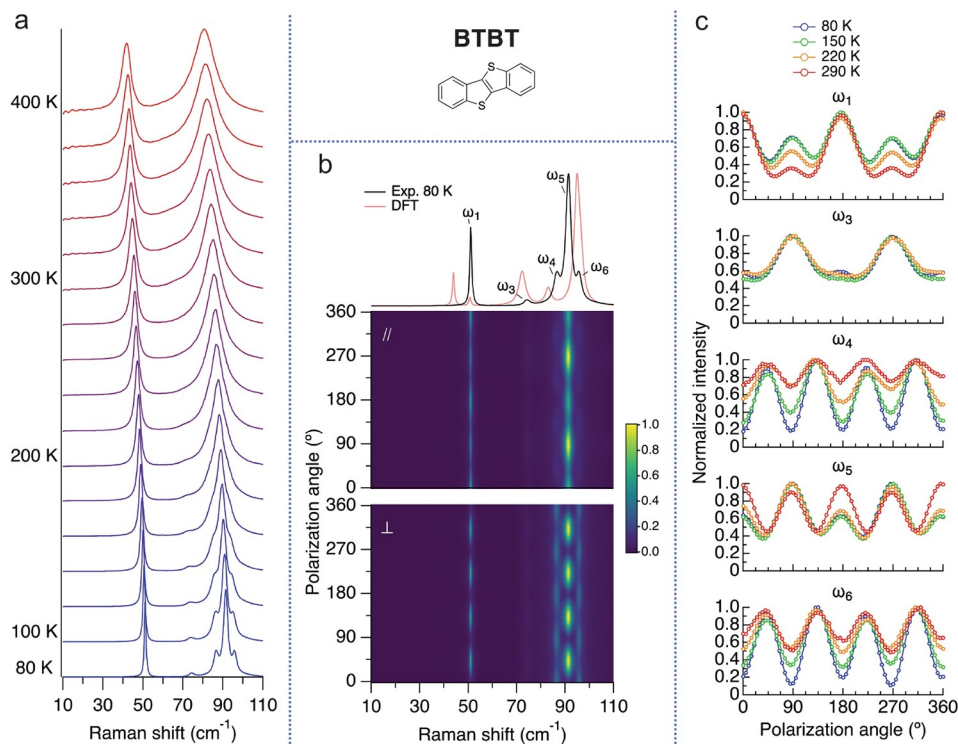 a
400 K
300 K
200 K
100 K
80 K
10 30 50 70 90 110
Raman shift (cm-1)
BTBT
S
S
b
Exp. 80 K
DFT
ω1
ω3
ω4
ω5
ω6
//
360
270
180
90
0
⊥
360
270
180
90
0
Polarization angle (º)
1.0
0.8
0.6
0.4
0.2
0.0
10 30 50 70 90 110
Raman shift (cm-1)
c
80 K
150 K
220 K
290 K
Normalized intensity
ω1
1.0
0.8
0.6
0.4
0.2
0
ω3
1.0
0.8
0.6
0.4
0.2
0
ω4
1.0
0.8
0.6
0.4
0.2
0
ω5
1.0
0.8
0.6
0.4
0.2
0
ω6
1.0
0.8
0.6
0.4
0.2
0
0 90 180 270 360
Polarization angle (º)